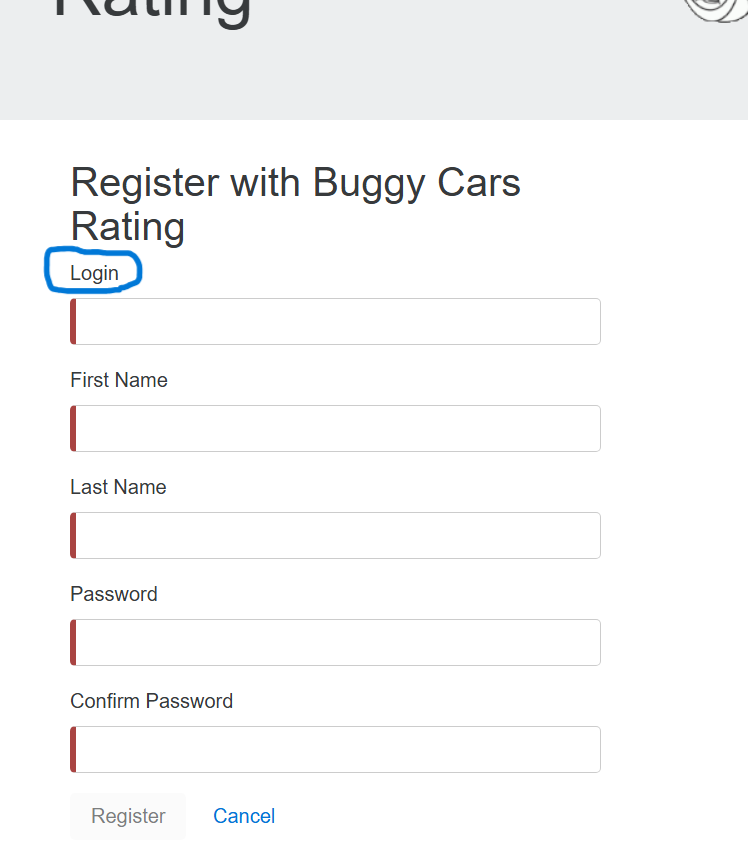 Rating
Register with Buggy Cars
Rating
Login
First Name
Last Name
Password
Confirm Password
Register Cancel